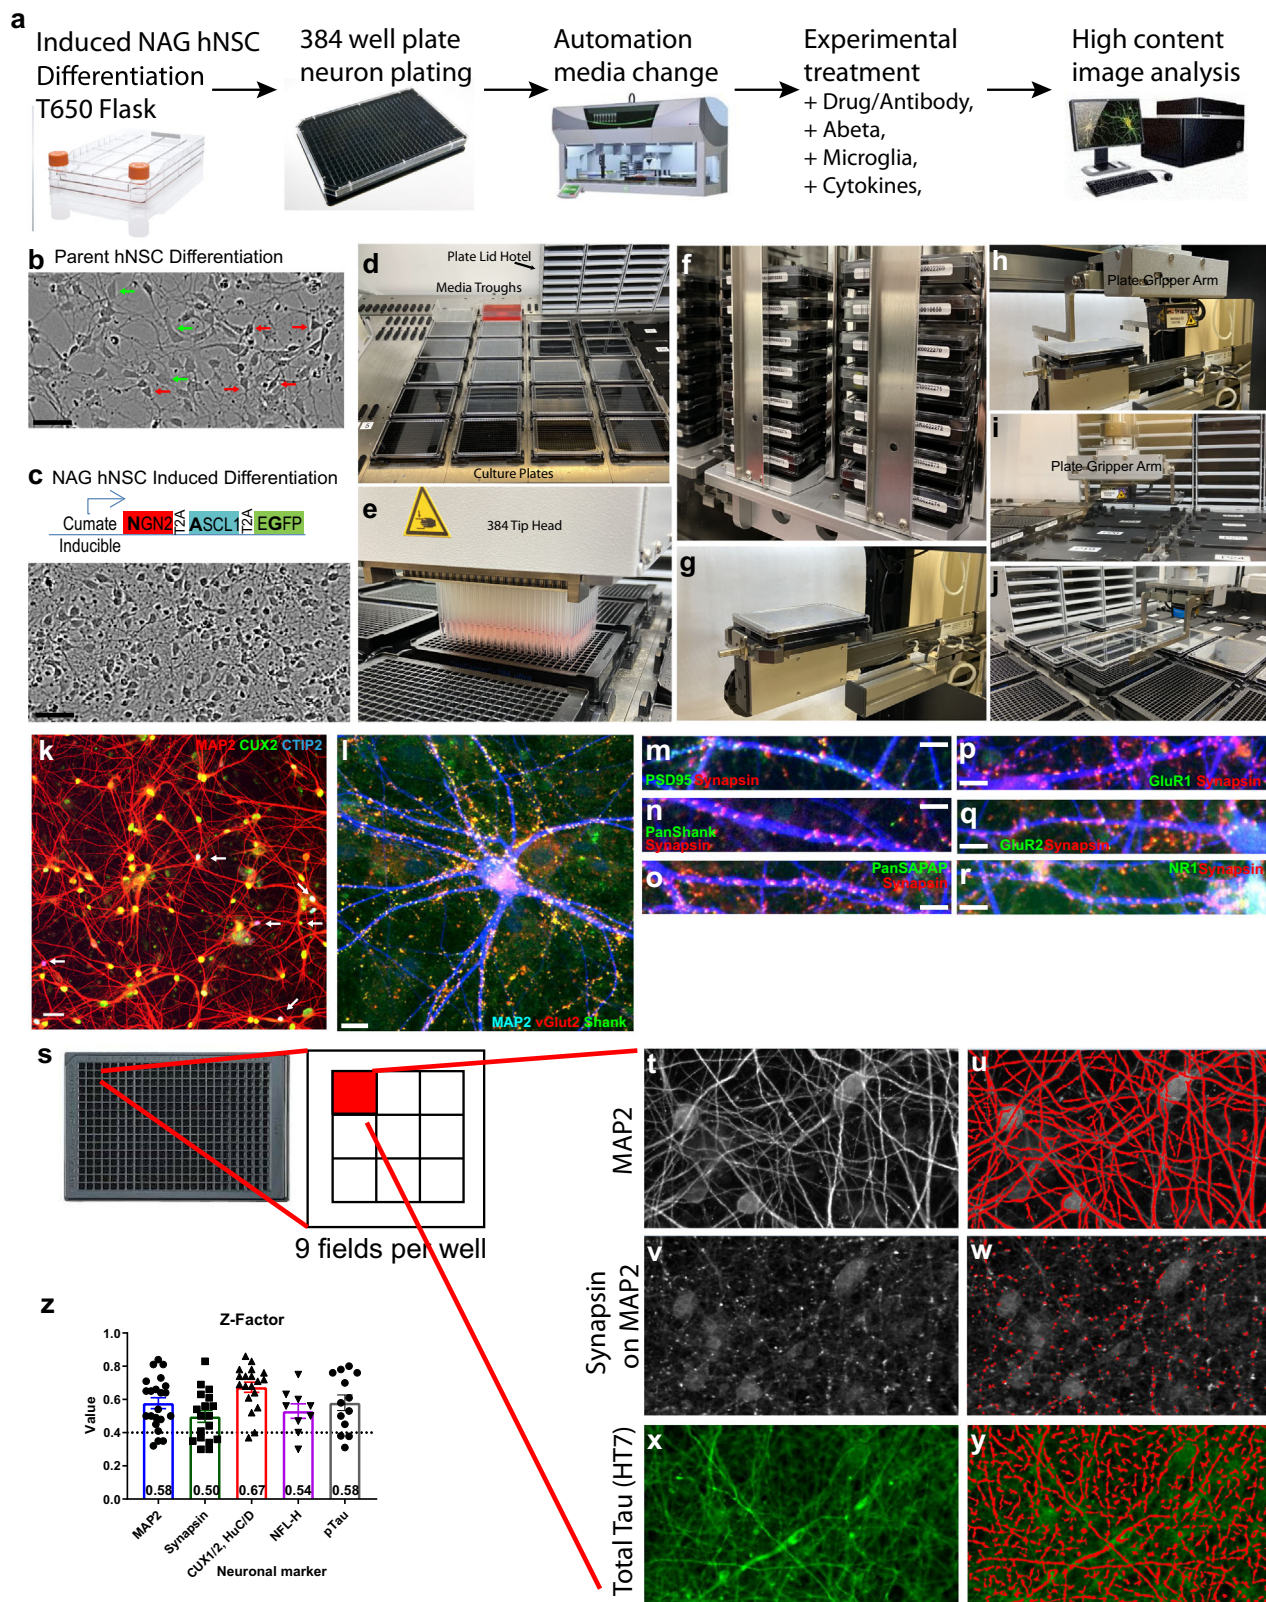 a
Induced NAG hNSC
Differentiation
T650 Flask
384 well plate
neuron plating
Automation
media change
Experimental
treatment
+ Drug/Antibody,
+ Abeta,
+ Microglia,
+ Cytokines,
High content
image analysis
b Parent hNSC Differentiation
c NAG hNSC Induced Differentiation
Cumate
Inducible
NGN2
T2A
ASCL1
T2A
EGFP
d
Plate Lid Hotel
Media Troughs
Culture Plates
e
384 Tip Head
f
g
h
Plate Gripper Arm
i
Plate Gripper Arm
j
k
MAP2 CUX2 CTIP2
l
MAP2 vGlut2 Shank
m
PSD95 Synapsin
n
PanShank
Synapsin
o
PanSAPAP
Synapsin
p
GluR1 Synapsin
q
GluR2 Synapsin
r
NR1 Synapsin
s
9 fields per well
t
MAP2
u
v
Synapsin
on MAP2
w
x
Total Tau (HT7)
y
z
Z-Factor
Value
1.0
0.8
0.6
0.4
0.2
0.0
0.58
0.50
0.67
0.54
0.58
MAP2
Synapsin
CUX1/2, HuC/D
NFL-H
pTau
Neuronal marker